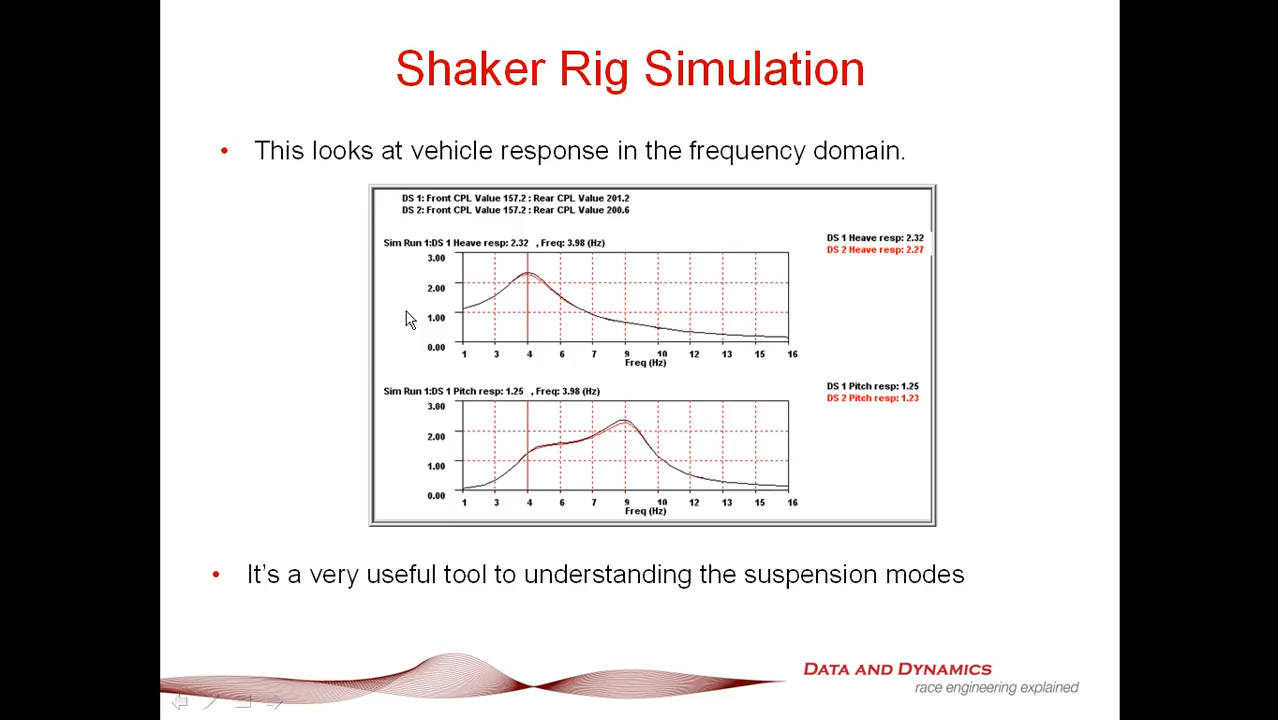 Shaker Rig Simulation
• This looks at vehicle response in the frequency domain.
DS 1: Front CPL Value 157.2 : Rear CPL Value 201.2
DS 2: Front CPL Value 157.2 : Rear CPL Value 200.6
Sim Run 1:DS 1 Heave resp: 2.32 , Freq: 3.98 (Hz)
DS 1 Heave resp: 2.32
DS 2 Heave resp: 2.27
3.00
2.00
1.00
0.00
1 3 4 6 7 9 10 12 13 15 16
Freq (Hz)
Sim Run 1:DS 1 Pitch resp: 1.25 , Freq: 3.98 (Hz)
DS 1 Pitch resp: 1.25
DS 2 Pitch resp: 1.23
3.00
2.00
1.00
0.00
1 3 4 6 7 9 10 12 13 15 16
Freq (Hz)
• It's a very useful tool to understanding the suspension modes
DATA AND DYNAMICS
race engineering explained